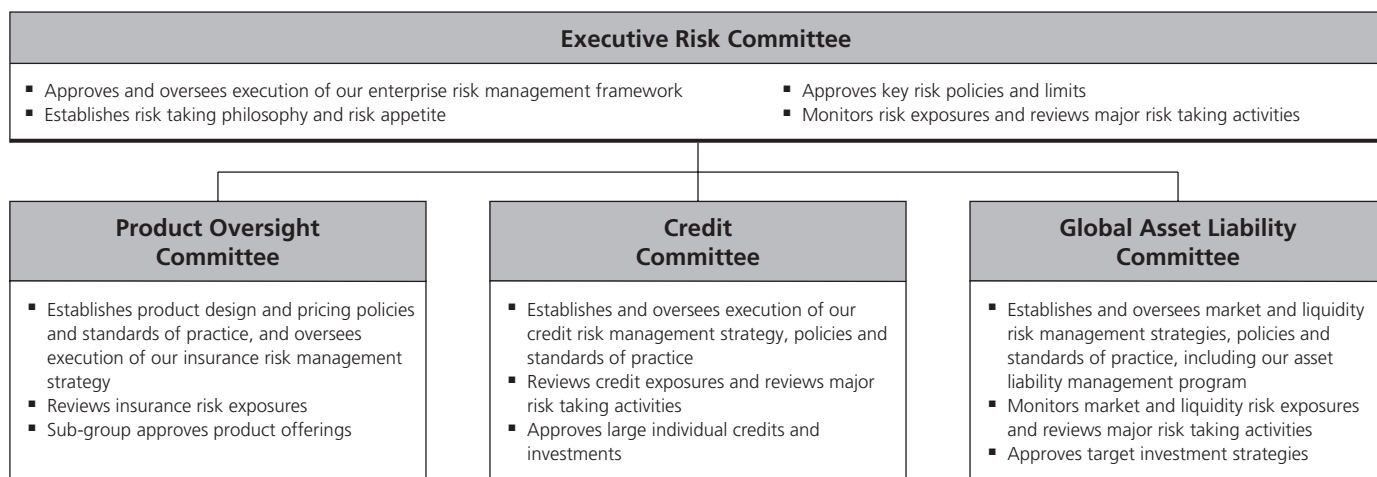 Executive Risk Committee
▪ Approves and oversees execution of our enterprise risk management framework
▪ Establishes risk taking philosophy and risk appetite
▪ Approves key risk policies and limits
▪ Monitors risk exposures and reviews major risk taking activities
Product Oversight
Committee
▪ Establishes product design and pricing policies
and standards of practice, and oversees
execution of our insurance risk management
strategy
▪ Reviews insurance risk exposures
▪ Sub-group approves product offerings
Credit
Committee
▪ Establishes and oversees execution of our
credit risk management strategy, policies and
standards of practice
▪ Reviews credit exposures and reviews major
risk taking activities
▪ Approves large individual credits and
investments
Global Asset Liability
Committee
▪ Establishes and oversees market and liquidity
risk management strategies, policies and
standards of practice, including our asset
liability management program
▪ Monitors market and liquidity risk exposures
and reviews major risk taking activities
▪ Approves target investment strategies